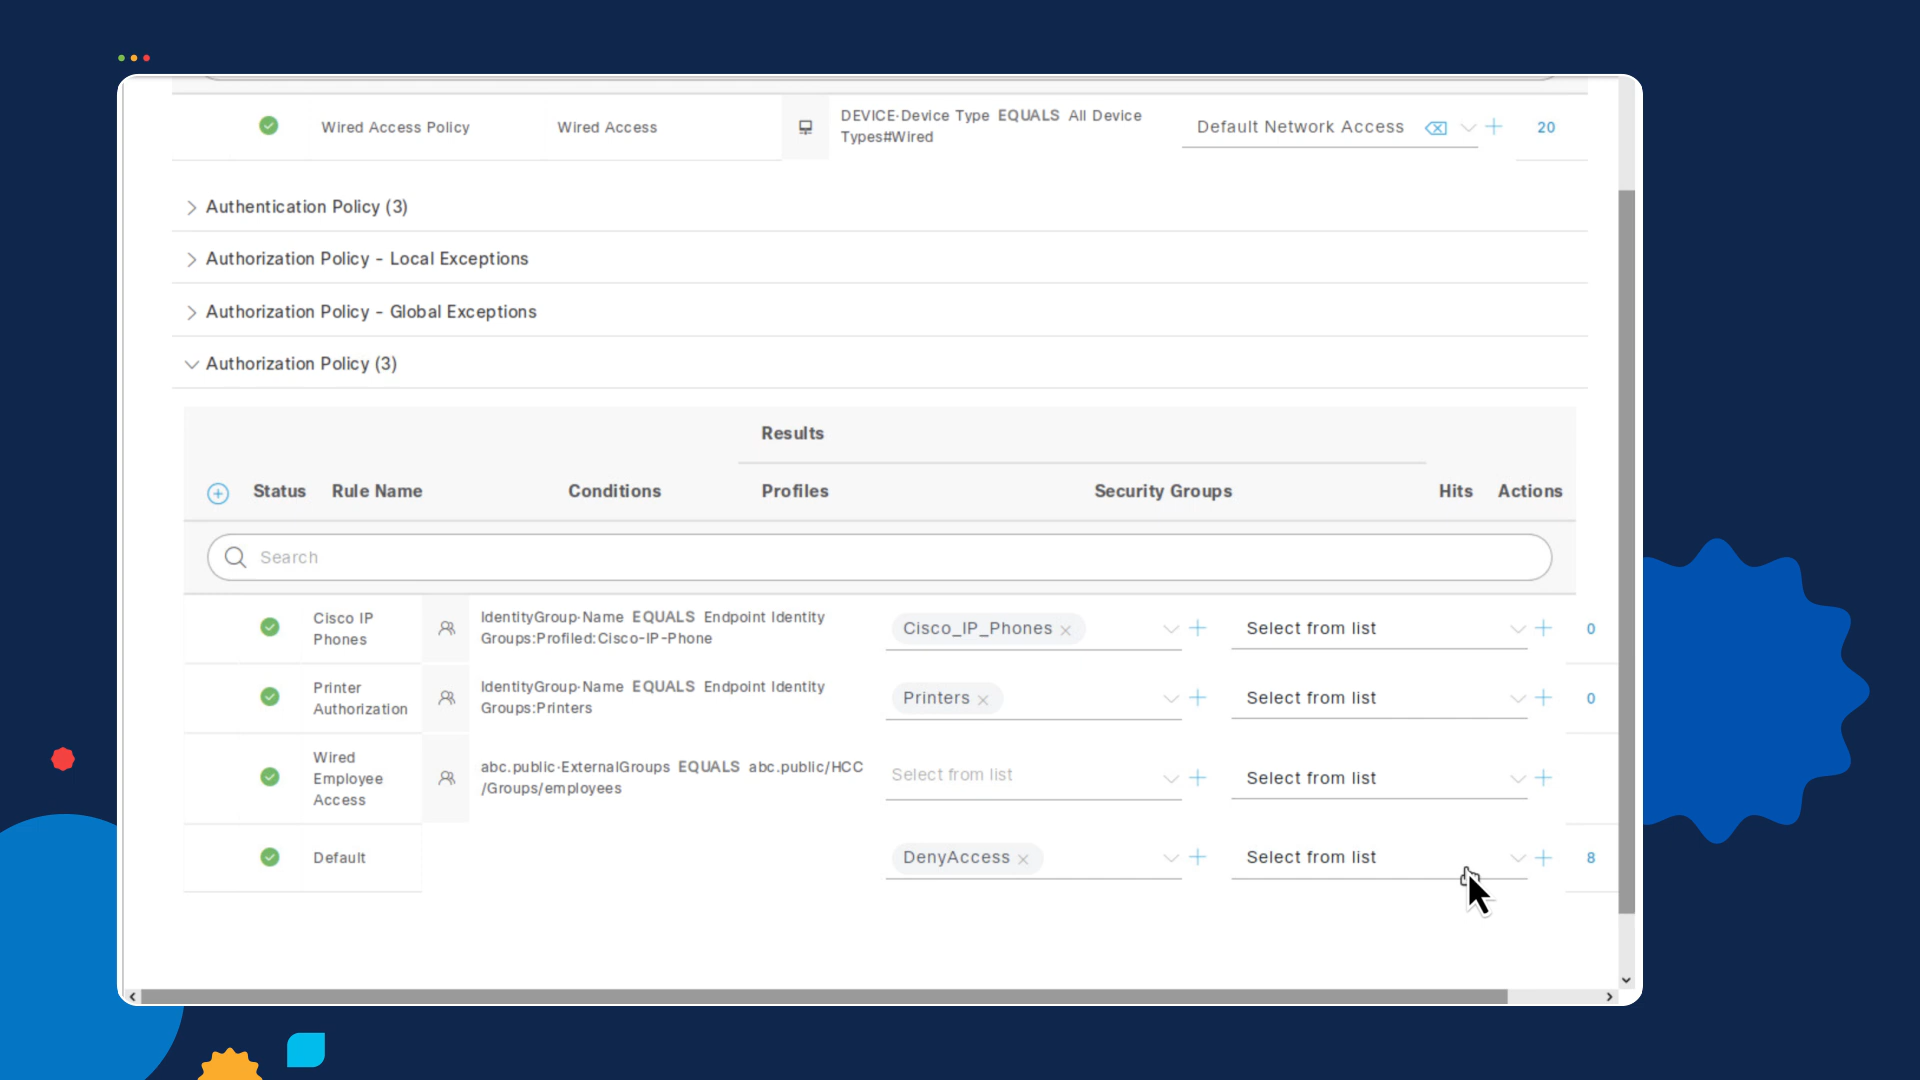 Wired Access Policy
Wired Access
DEVICE·Device Type EQUALS All Device
Types#Wired
Default Network Access
20
Authentication Policy (3)
Authorization Policy - Local Exceptions
Authorization Policy - Global Exceptions
Authorization Policy (3)
Results
Status Rule Name Conditions Profiles Security Groups Hits Actions
Search
Cisco IP
Phones
IdentityGroup·Name EQUALS Endpoint Identity
Groups:Profiled:Cisco-IP-Phone
Cisco_IP_Phones
Select from list
0
Printer
Authorization
IdentityGroup·Name EQUALS Endpoint Identity
Groups:Printers
Printers
Select from list
0
Wired
Employee
Access
abc.public·ExternalGroups EQUALS abc.public/HCC
/Groups/employees
Select from list
Select from list
Default
DenyAccess
Select from list
8